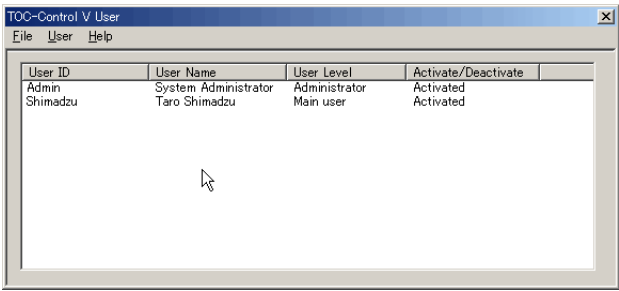 TOC-Control V User
File User Help
User ID User Name User Level Activate/Deactivate
Admin System Administrator Administrator Activated
Shimadzu Taro Shimadzu Main user Activated